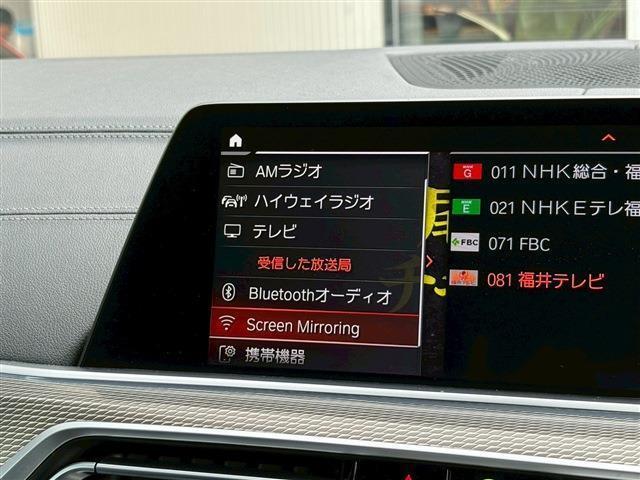 AMラジオ
ハイウェイラジオ
テレビ
受信した放送局
Bluetoothオーディオ
Screen Mirroring
携帯機器
G 011 NHK総合・福
E 021 NHKEテレ福
FBC 071 FBC
081 福井テレビ